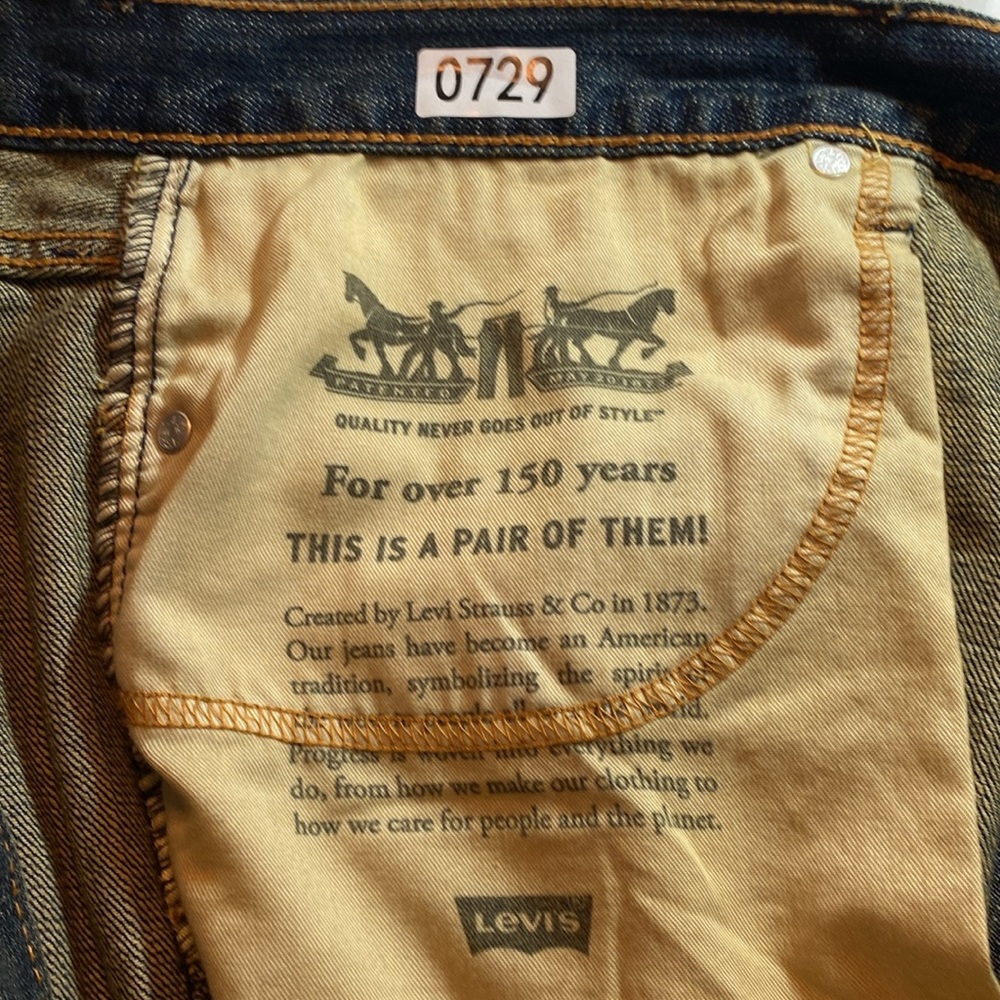 0729
PATENTED
QUALITY NEVER GOES OUT OF STYLE™
For over 150 years
THIS IS A PAIR OF THEM!
Created by Levi Strauss & Co in 1873.
Our jeans have become an American
tradition, symbolizing the spirit
Progress is woven into everything we
do, from how we make our clothing to
how we care for people and the planet.
LEVI'S